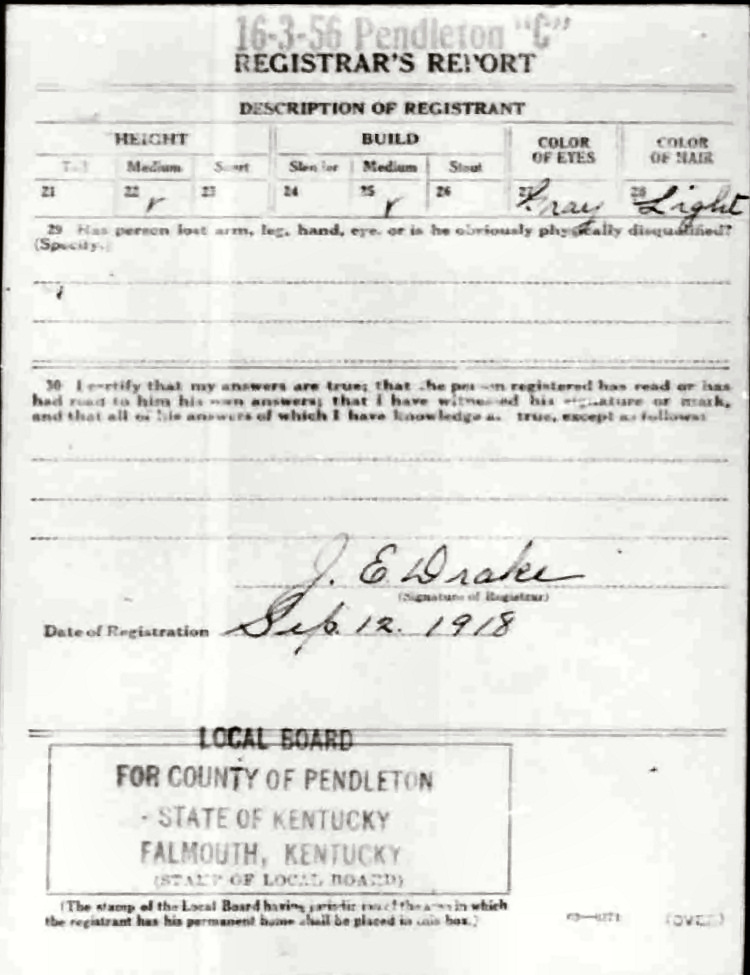 16-3-56 Pendleton "C"
REGISTRAR'S REPORT
DESCRIPTION OF REGISTRANT
HEIGHT BUILD COLOR OF EYES COLOR OF HAIR
Tall Medium Short Slender Medium Stout
21 22 ✓ 23 24 25 ✓ 26 27 Gray 28 Light
29 Has person lost arm, leg, hand, eye, or is he obviously physically disqualified?
(Specify.)
30 I certify that my answers are true; that the person registered has read or has
had read to him his own answers; that I have witnessed his signature or mark,
and that all of his answers of which I have knowledge are true, except as follows:
J. E. Drake
(Signature of Registrar)
Date of Registration Sep. 12. 1918
LOCAL BOARD
FOR COUNTY OF PENDLETON
STATE OF KENTUCKY
FALMOUTH, KENTUCKY
(STAMP OF LOCAL BOARD)
(The stamp of the Local Board having jurisdiction of the area in which
the registrant has his permanent home shall be placed in this box.)
(OVER)